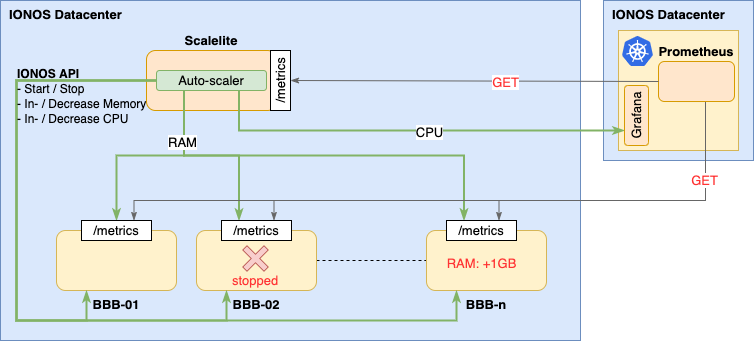 IONOS Datacenter
IONOS Datacenter
Scalelite
Prometheus
IONOS API
- Start / Stop
- In- / Decrease Memory
- In- / Decrease CPU
Auto-scaler
/metrics
GET
Grafana
RAM
CPU
GET
/metrics
/metrics
/metrics
stopped
RAM: +1GB
BBB-01
BBB-02
BBB-n